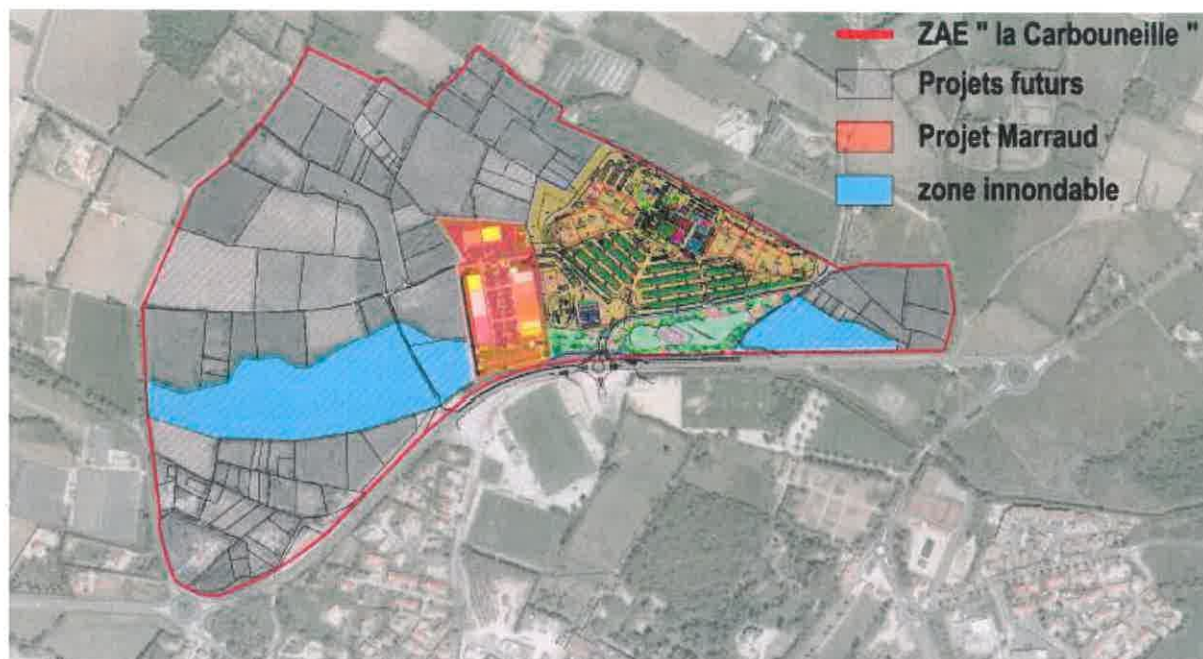 ZAE " la Carbouneille "
Projets futurs
Projet Marraud
zone innondable